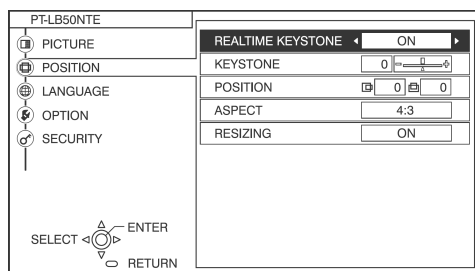 PT-LB50NTE
PICTURE
POSITION
LANGUAGE
OPTION
SECURITY
REALTIME KEYSTONE ON
KEYSTONE 0
POSITION 0 0
ASPECT 4:3
RESIZING ON
SELECT
ENTER
RETURN